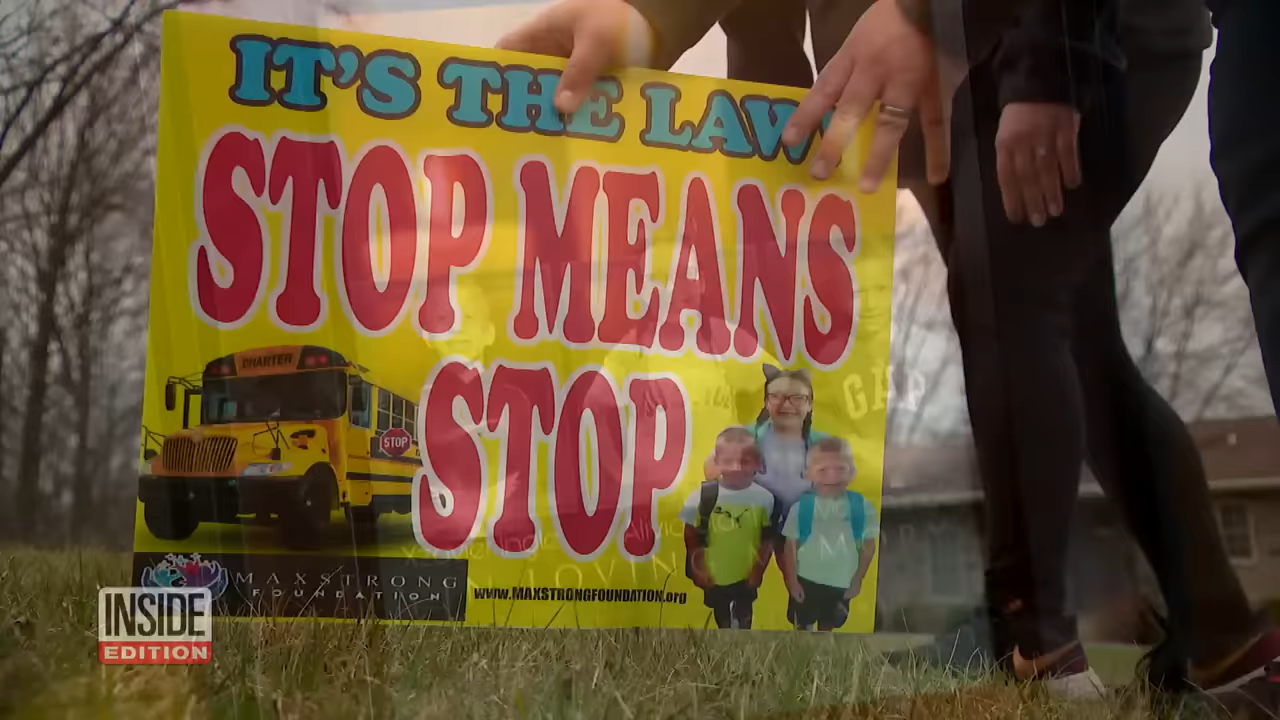 IT'S THE LAW!
STOP MEANS
STOP
CHARTER
STOP
MAXSTRONG
FOUNDATION
www.MAXSTRONGFOUNDATION.org
INSIDE
EDITION